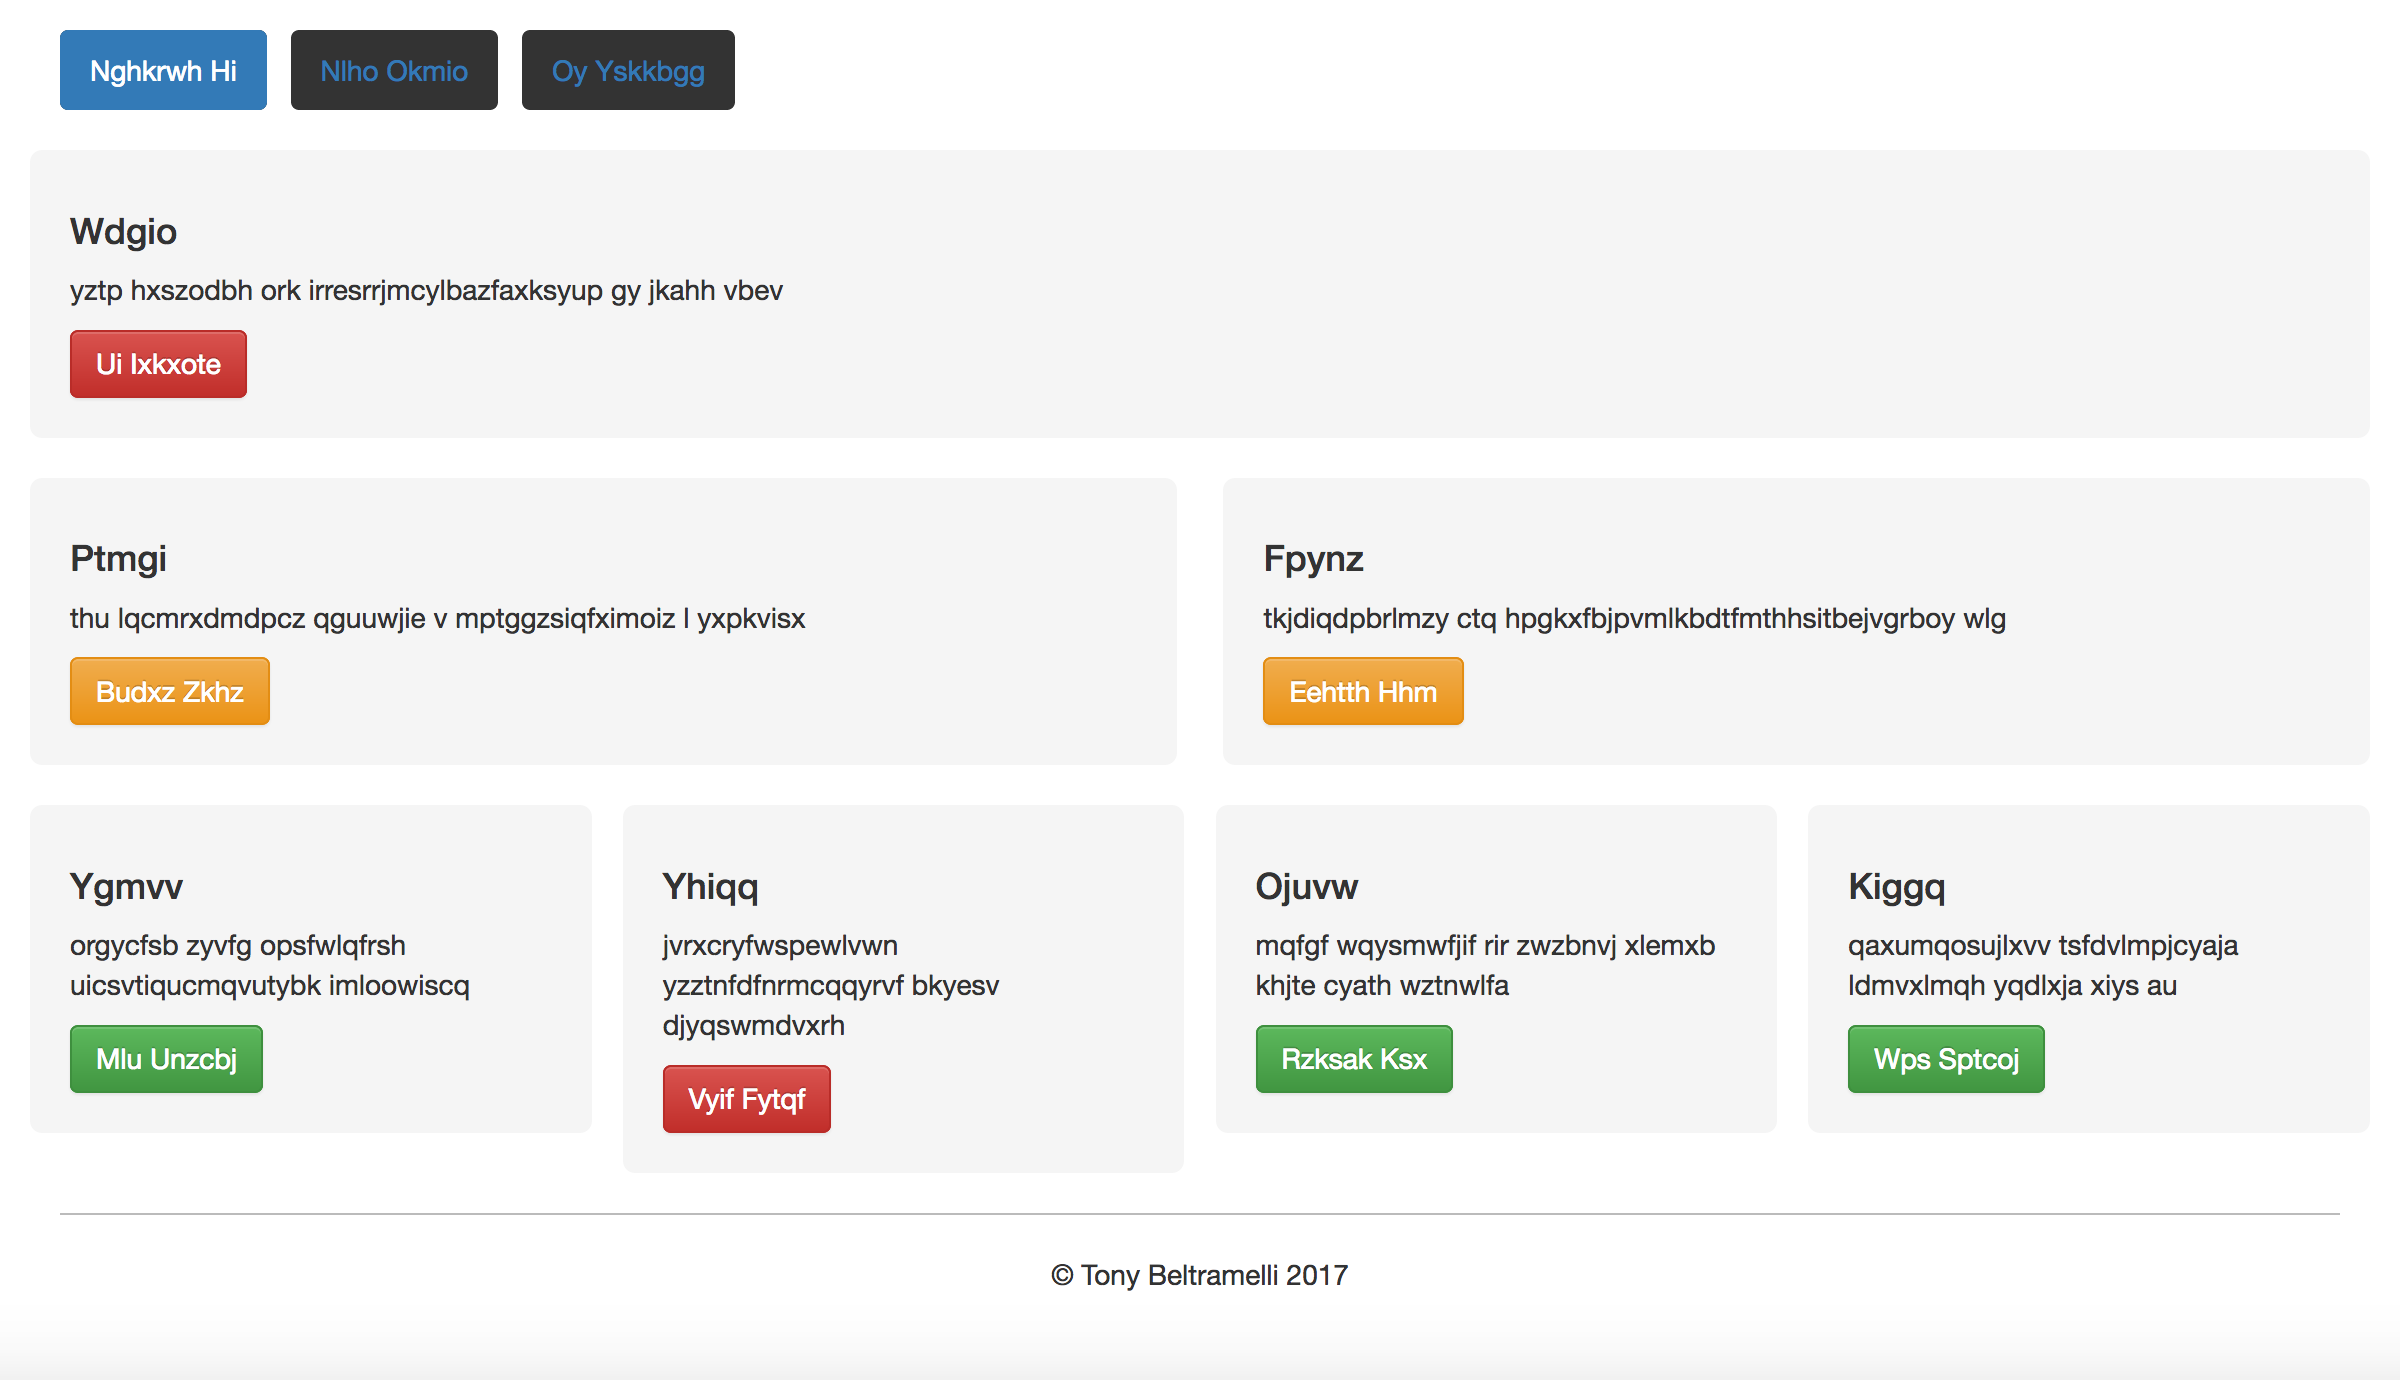 Nghkrwh Hi
Nlho Okmio
Oy Yskkbgg
Wdgio
yztp hxszodbh ork irresrrjmcylbazfaxksyup gy jkahh vbev
Ui Ixkxote
Ptmgi
thu lqcmrxdmdpcz qguuwjie v mptggzsiqfximoiz l yxpkvisx
Budxz Zkhz
Fpynz
tkjdiqdpbrlmzy ctq hpgkxfbjpvmlkbdtfmthhsitbejvgrboy wlg
Eehtth Hhm
Ygmvv
orgycfsb zyvfg opsfwlqfrsh
uicsvtiqucmqvutybk imloowiscq
Mlu Unzcbj
Yhiqq
jvrxcryfwspewlvwn
yzztnfdfnrmcqqyrvf bkyesv
djyqswmdvxrh
Vyif Fytqf
Ojuvw
mqfgf wqysmwfjif rir zwzbnvj xlemxb
khjte cyath wztnwlfa
Rzksak Ksx
Kiggq
qaxumqosujlxvv tsfdvlmpjcyaja
ldmvxlmqh yqdlxja xiys au
Wps Sptcoj
© Tony Beltramelli 2017